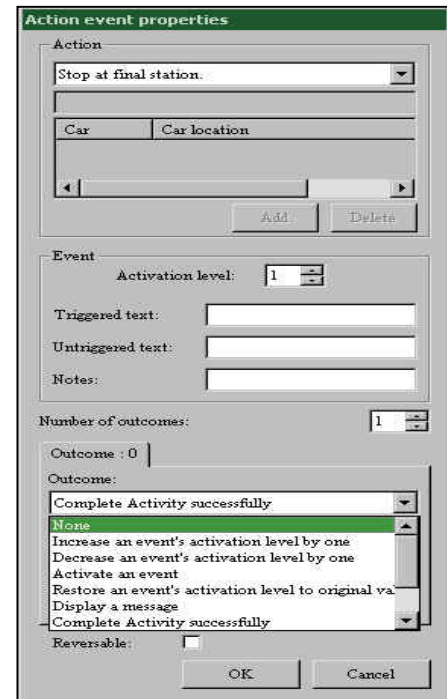 Action event properties
Action
Stop at final station.
Car Car location
Add Delete
Event
Activation level: 1
Triggered text:
Untriggered text:
Notes:
Number of outcomes: 1
Outcome : 0
Outcome:
Complete Activity successfully
None
Increase an event's activation level by one
Decrease an event's activation level by one
Activate an event
Restore an event's activation level to original val
Display a message
Complete Activity successfully
Reversable:
OK Cancel